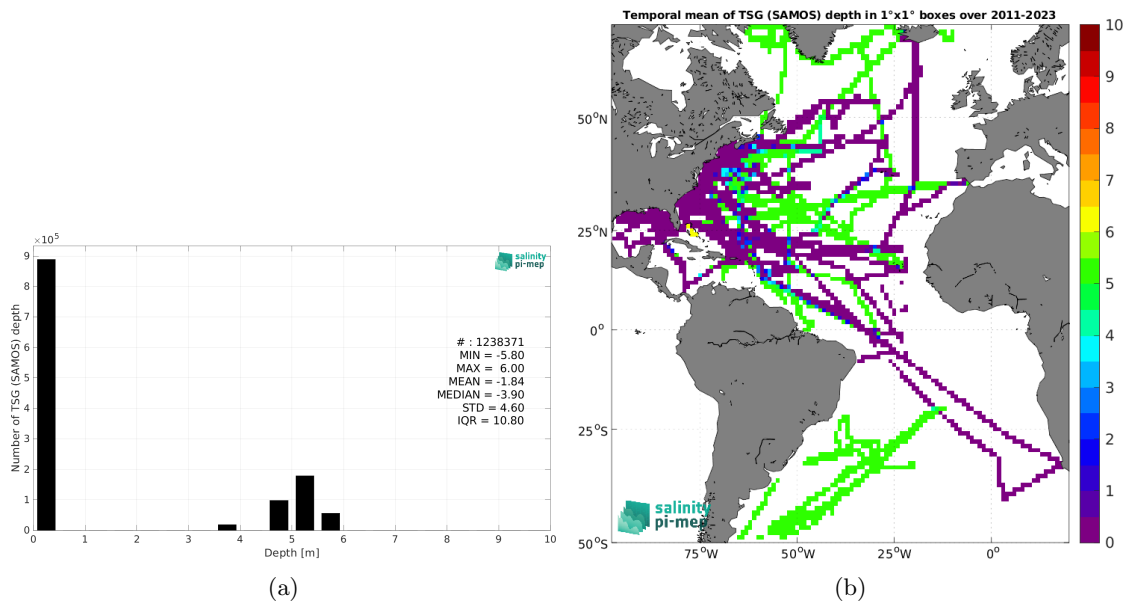 ×10⁵
9
8
7
6
5
4
3
2
1
0
Number of TSG (SAMOS) depth
salinity
pi-mep
# : 1238371
MIN = -5.80
MAX = 6.00
MEAN = -1.84
MEDIAN = -3.90
STD = 4.60
IQR = 10.80
0 1 2 3 4 5 6 7 8 9 10
Depth [m]
(a)
Temporal mean of TSG (SAMOS) depth in 1°x1° boxes over 2011-2023
50°N
25°N
0°
25°S
50°S
75°W 50°W 25°W 0°
salinity
pi-mep
10
9
8
7
6
5
4
3
2
1
0
(b)